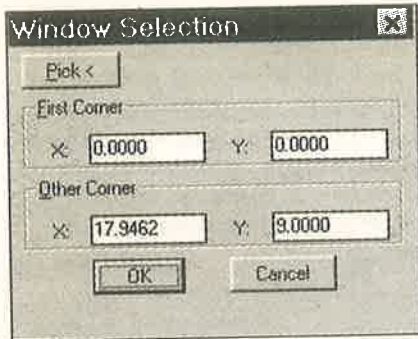 Window Selection
Pick <
First Corner
X: 0.0000 Y: 0.0000
Other Corner
X: 17.9462 Y: 9.0000
OK Cancel